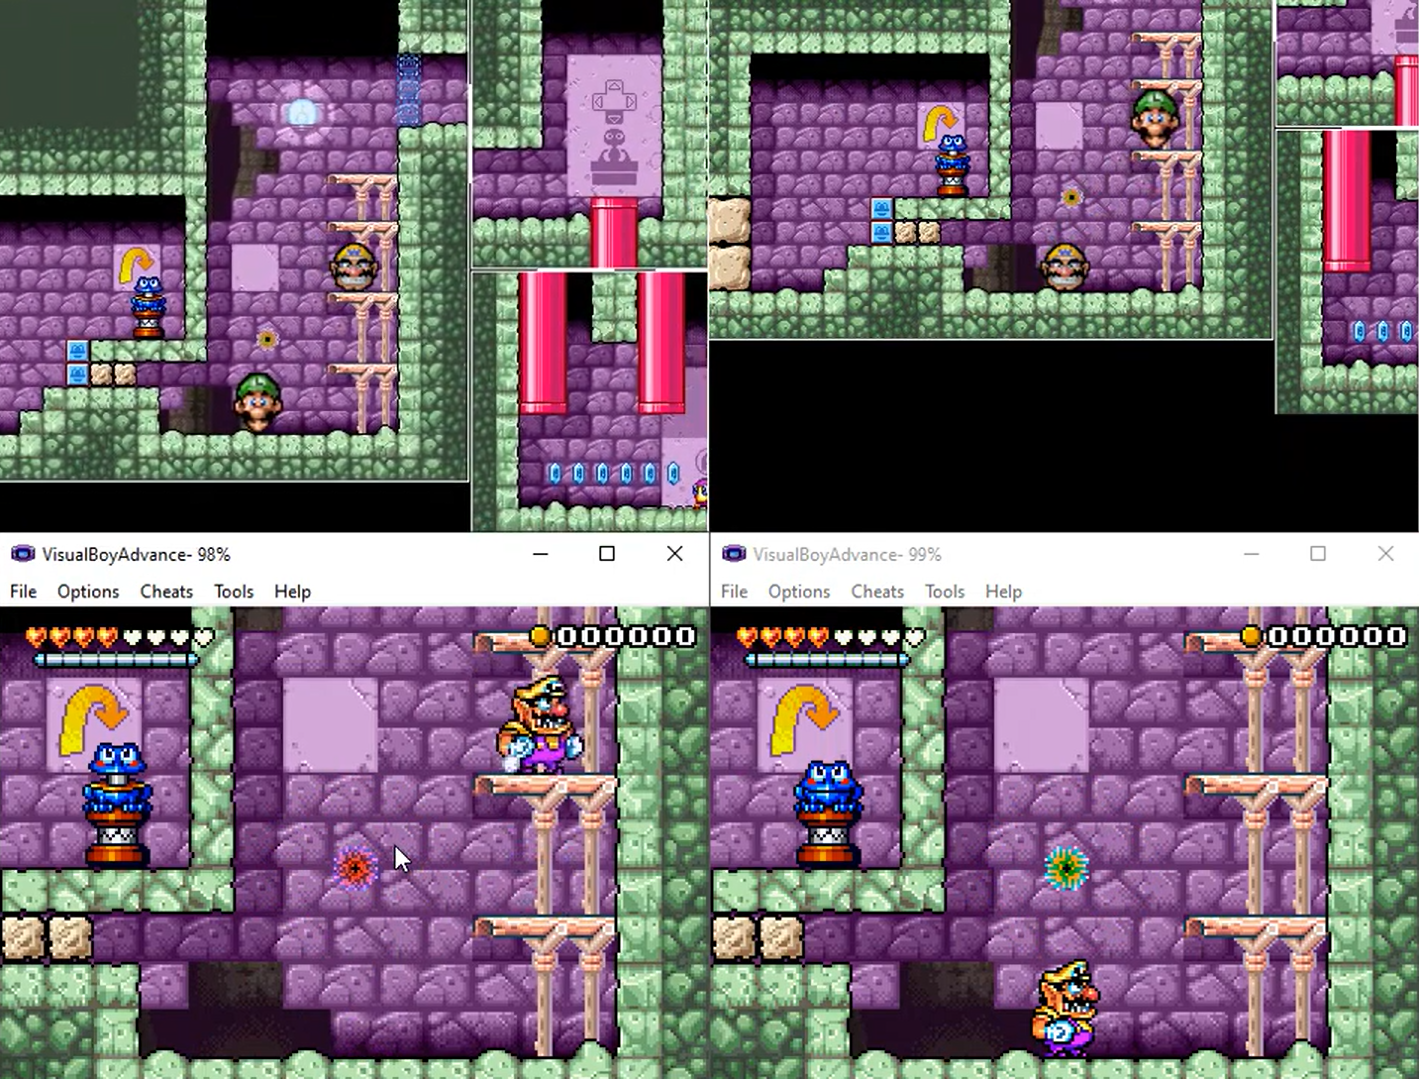 VisualBoyAdvance- 98%
File Options Cheats Tools Help
000000
VisualBoyAdvance- 99%
File Options Cheats Tools Help
000000